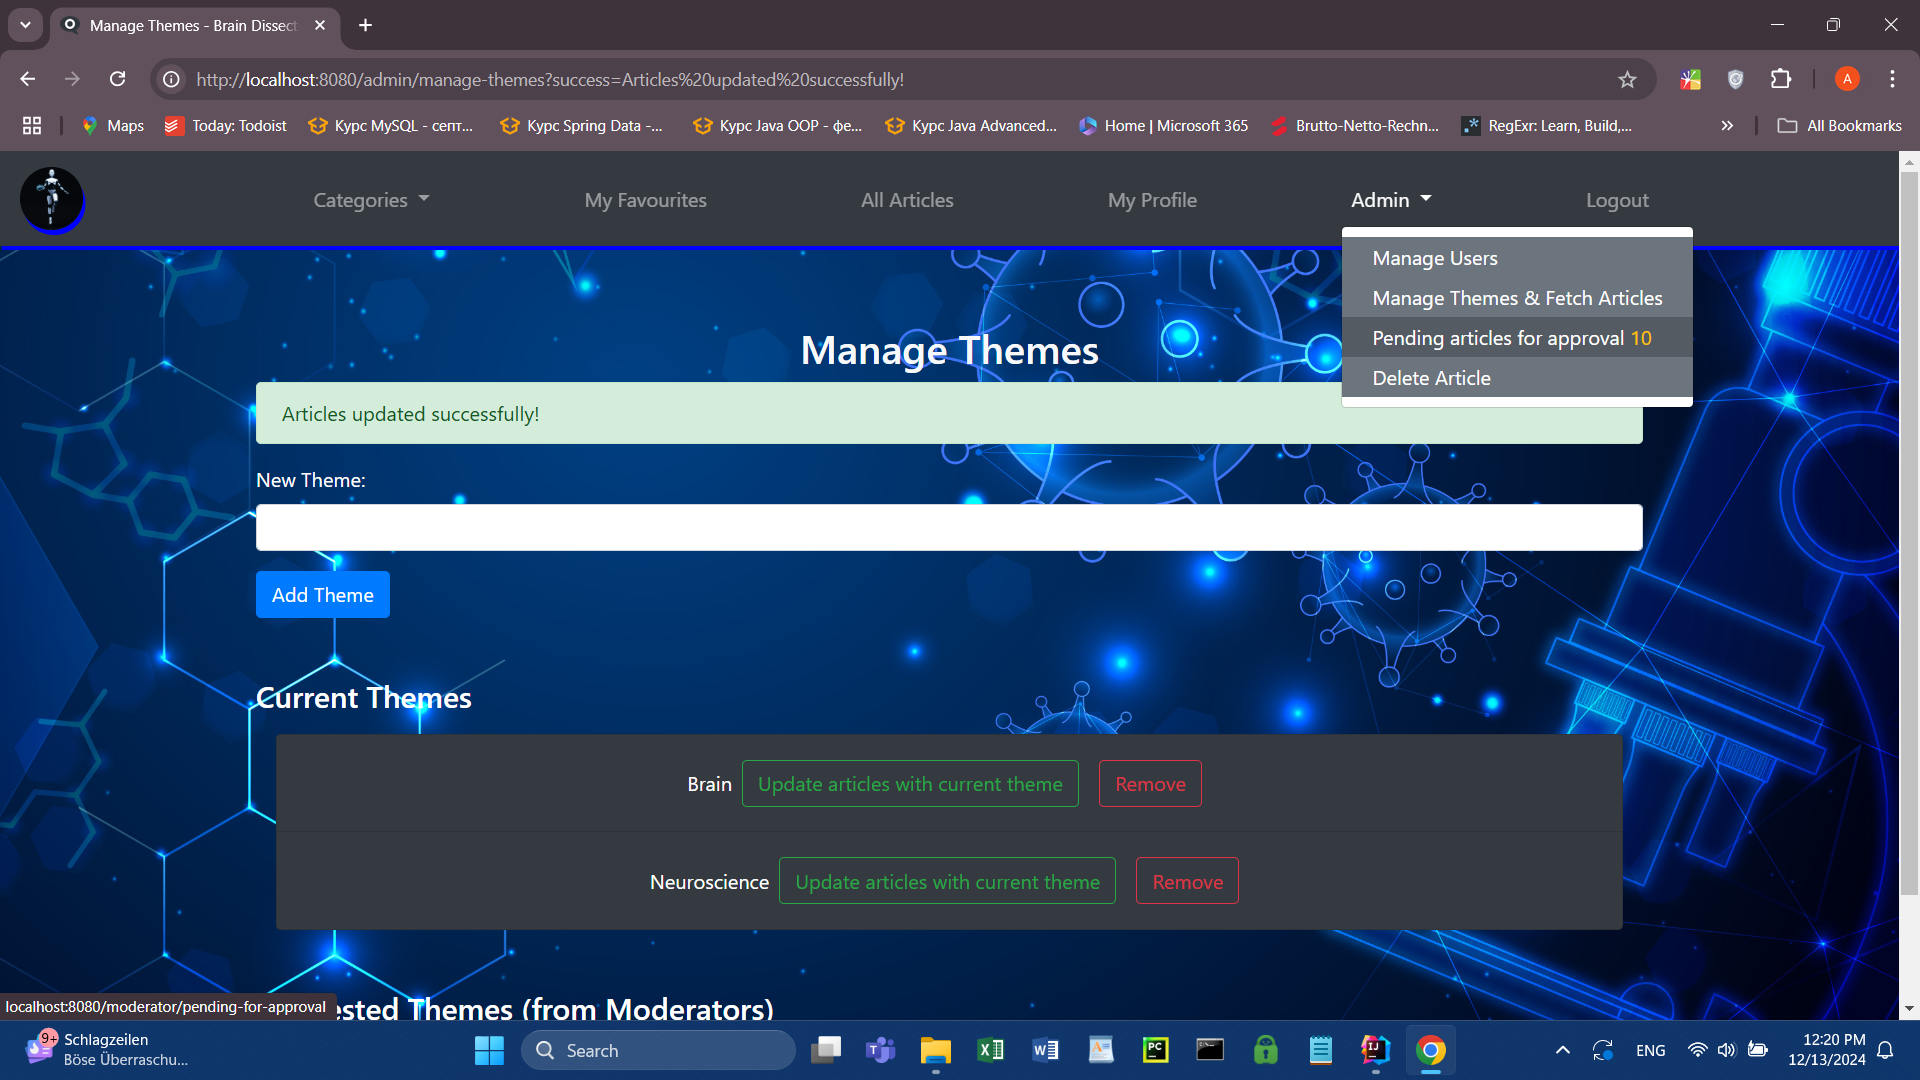 Manage Themes - Brain Dissect
http://localhost:8080/admin/manage-themes?success=Articles%20updated%20successfully!
A
Maps
Today: Todoist
Курс MySQL - септ...
Курс Spring Data -...
Курс Java OOP - фе...
Курс Java Advanced...
Home | Microsoft 365
Brutto-Netto-Rechn...
RegExr: Learn, Build,...
All Bookmarks
Categories
My Favourites
All Articles
My Profile
Admin
Logout
Manage Users
Manage Themes & Fetch Articles
Pending articles for approval 10
Delete Article
Manage Themes
Articles updated successfully!
New Theme:
Add Theme
Current Themes
Brain Update articles with current theme Remove
Neuroscience Update articles with current theme Remove
ested Themes (from Moderators)
localhost:8080/moderator/pending-for-approval
9+
Schlagzeilen
Böse Überraschu...
Search
PC
IJ
ENG
12:20 PM
12/13/2024